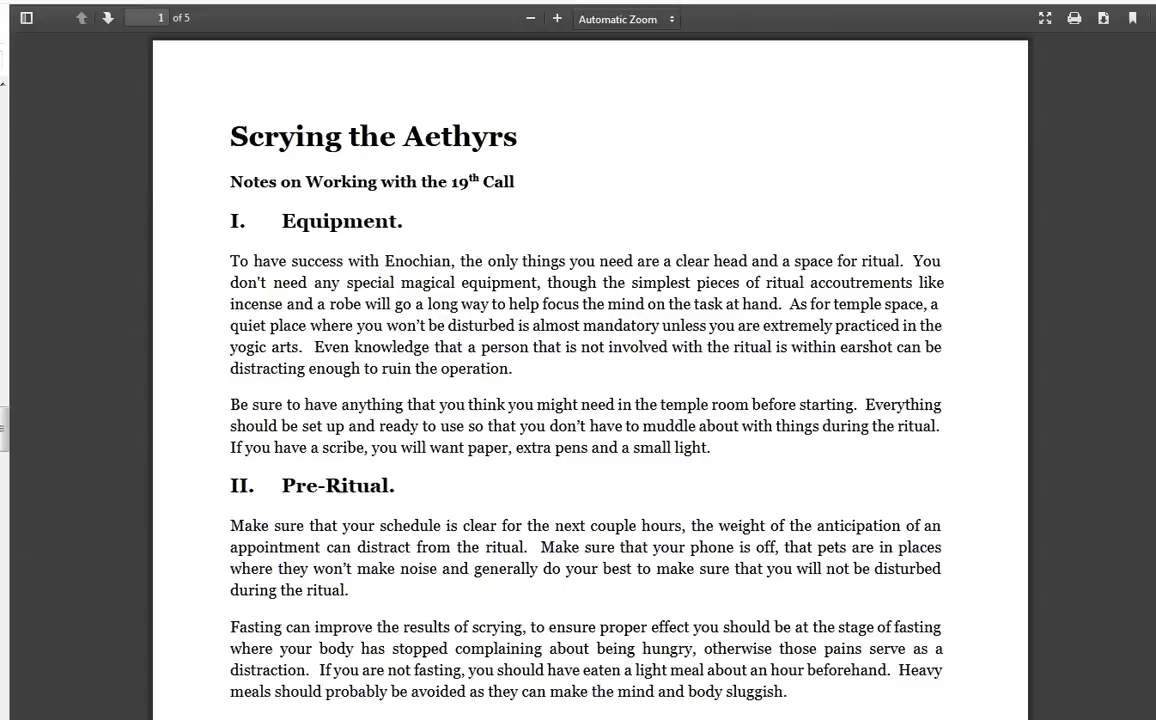 1 of 5
Automatic Zoom
Scrying the Aethyrs
Notes on Working with the 19th Call
I. Equipment.
To have success with Enochian, the only things you need are a clear head and a space for ritual. You
don't need any special magical equipment, though the simplest pieces of ritual accoutrements like
incense and a robe will go a long way to help focus the mind on the task at hand. As for temple space, a
quiet place where you won't be disturbed is almost mandatory unless you are extremely practiced in the
yogic arts. Even knowledge that a person that is not involved with the ritual is within earshot can be
distracting enough to ruin the operation.
Be sure to have anything that you think you might need in the temple room before starting. Everything
should be set up and ready to use so that you don't have to muddle about with things during the ritual.
If you have a scribe, you will want paper, extra pens and a small light.
II. Pre-Ritual.
Make sure that your schedule is clear for the next couple hours, the weight of the anticipation of an
appointment can distract from the ritual. Make sure that your phone is off, that pets are in places
where they won't make noise and generally do your best to make sure that you will not be disturbed
during the ritual.
Fasting can improve the results of scrying, to ensure proper effect you should be at the stage of fasting
where your body has stopped complaining about being hungry, otherwise those pains serve as a
distraction. If you are not fasting, you should have eaten a light meal about an hour beforehand. Heavy
meals should probably be avoided as they can make the mind and body sluggish.